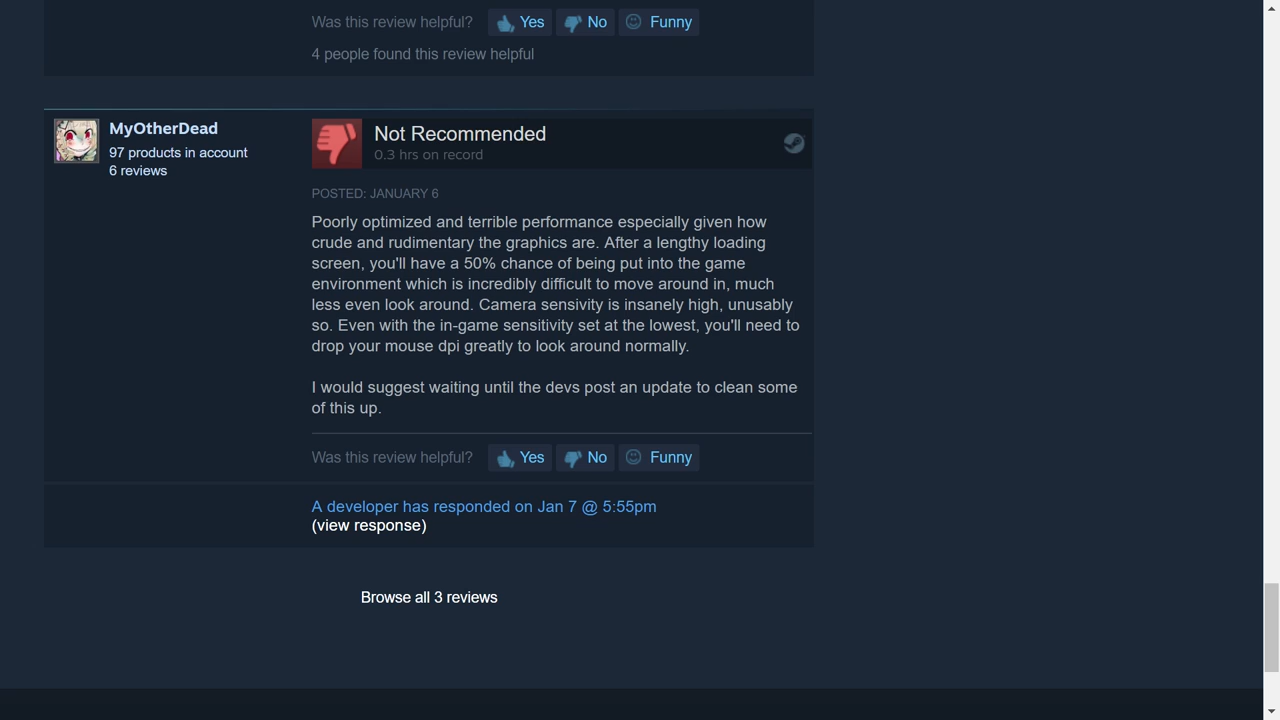 Was this review helpful? Yes No Funny
4 people found this review helpful
MyOtherDead
97 products in account
6 reviews
Not Recommended
0.3 hrs on record
POSTED: JANUARY 6
Poorly optimized and terrible performance especially given how
crude and rudimentary the graphics are. After a lengthy loading
screen, you'll have a 50% chance of being put into the game
environment which is incredibly difficult to move around in, much
less even look around. Camera sensivity is insanely high, unusably
so. Even with the in-game sensitivity set at the lowest, you'll need to
drop your mouse dpi greatly to look around normally.
I would suggest waiting until the devs post an update to clean some
of this up.
Was this review helpful? Yes No Funny
A developer has responded on Jan 7 @ 5:55pm
(view response)
Browse all 3 reviews